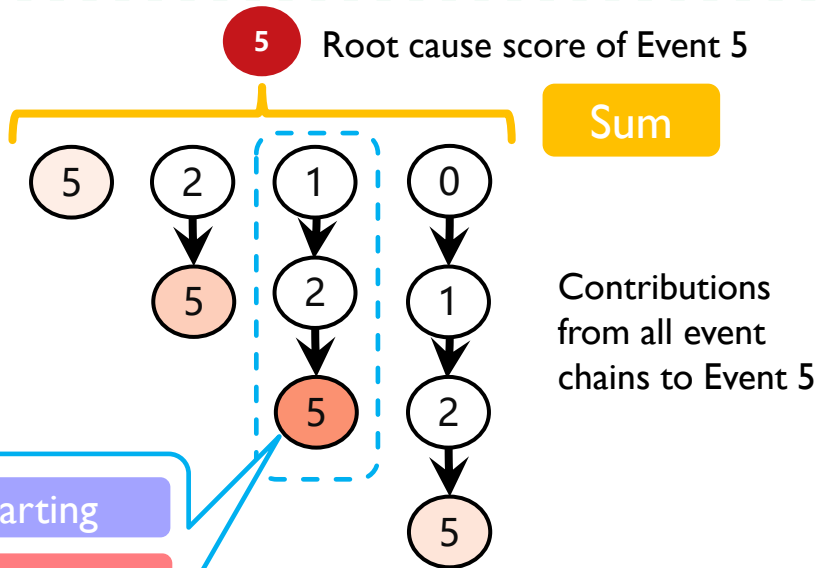 5 Root cause score of Event 5
Sum
5 2 1 0
5 2 1
Contributions
from all event
chains to Event 5
5 2
arting
5